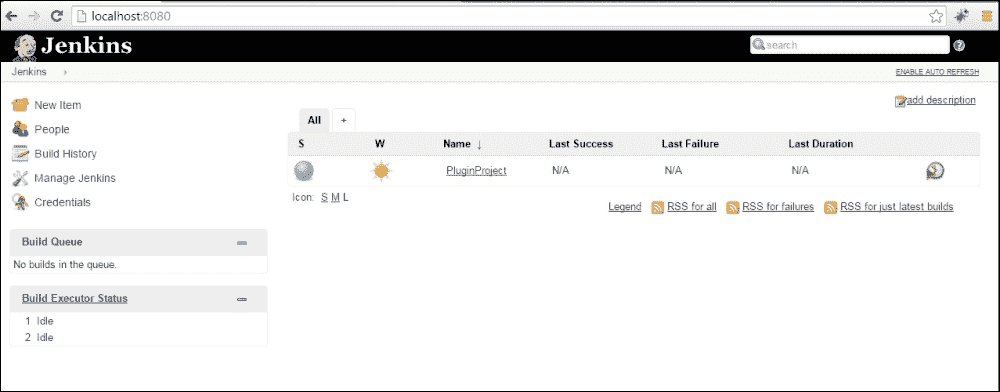 localhost:8080
Jenkins
search
Jenkins
ENABLE AUTO REFRESH
New Item
People
Build History
Manage Jenkins
Credentials
Build Queue
No builds in the queue.
Build Executor Status
1 Idle
2 Idle
add description
All +
S W Name ↓ Last Success Last Failure Last Duration
PluginProject N/A N/A N/A
Icon: S M L
Legend RSS for all RSS for failures RSS for just latest builds